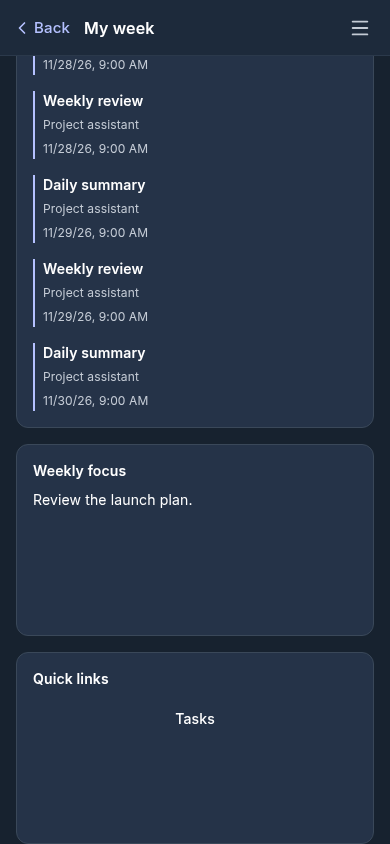 Back My week
11/28/26, 9:00 AM
Weekly review
Project assistant
11/28/26, 9:00 AM
Daily summary
Project assistant
11/29/26, 9:00 AM
Weekly review
Project assistant
11/29/26, 9:00 AM
Daily summary
Project assistant
11/30/26, 9:00 AM
Weekly focus
Review the launch plan.
Quick links
Tasks